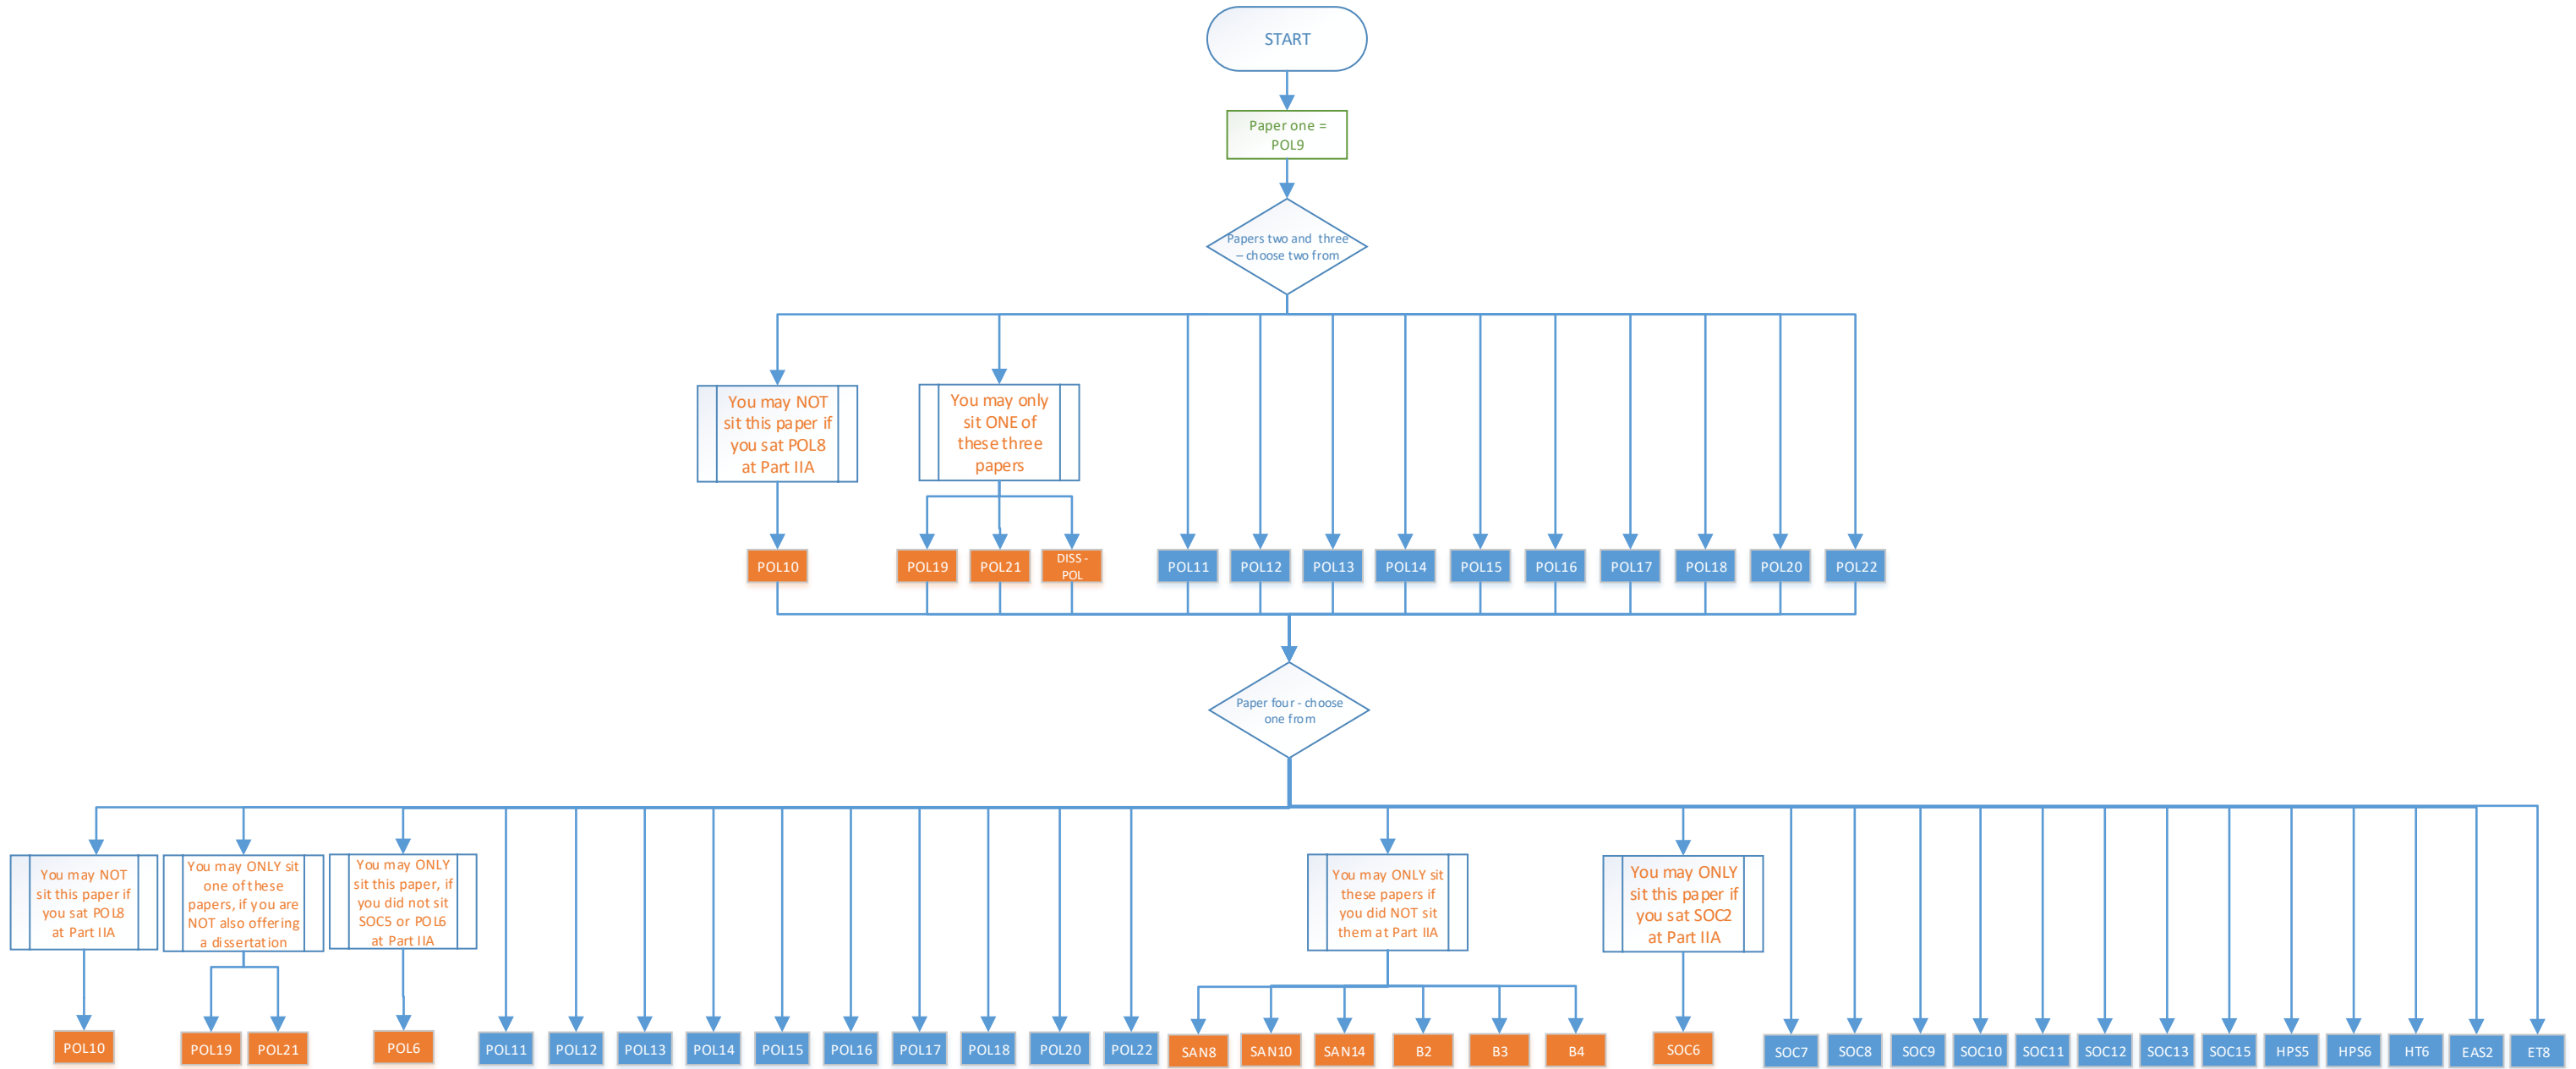 START
Paper one =
POL9
Papers two and three
– choose two from
You may NOT
sit this paper if
you sat POL8
at Part IIA
You may only
sit ONE of
these three
papers
POL10
POL19
POL21
DISS -
POL
POL11
POL12
POL13
POL14
POL15
POL16
POL17
POL18
POL20
POL22
Paper four - choose
one from
You may NOT
sit this paper if
you sat POL8
at Part IIA
You may ONLY sit
one of these
papers, if you are
NOT also offering
a dissertation
You may ONLY
sit this paper, if
you did not sit
SOC5 or POL6
at Part IIA
You may ONLY sit
these papers if
you did NOT sit
them at Part IIA
You may ONLY
sit this paper if
you sat SOC2
at Part IIA
POL10
POL19
POL21
POL6
POL11
POL12
POL13
POL14
POL15
POL16
POL17
POL18
POL20
POL22
SAN8
SAN10
SAN14
B2
B3
B4
SOC6
SOC7
SOC8
SOC9
SOC10
SOC11
SOC12
SOC13
SOC15
HPS5
HPS6
HT6
EAS2
ET8